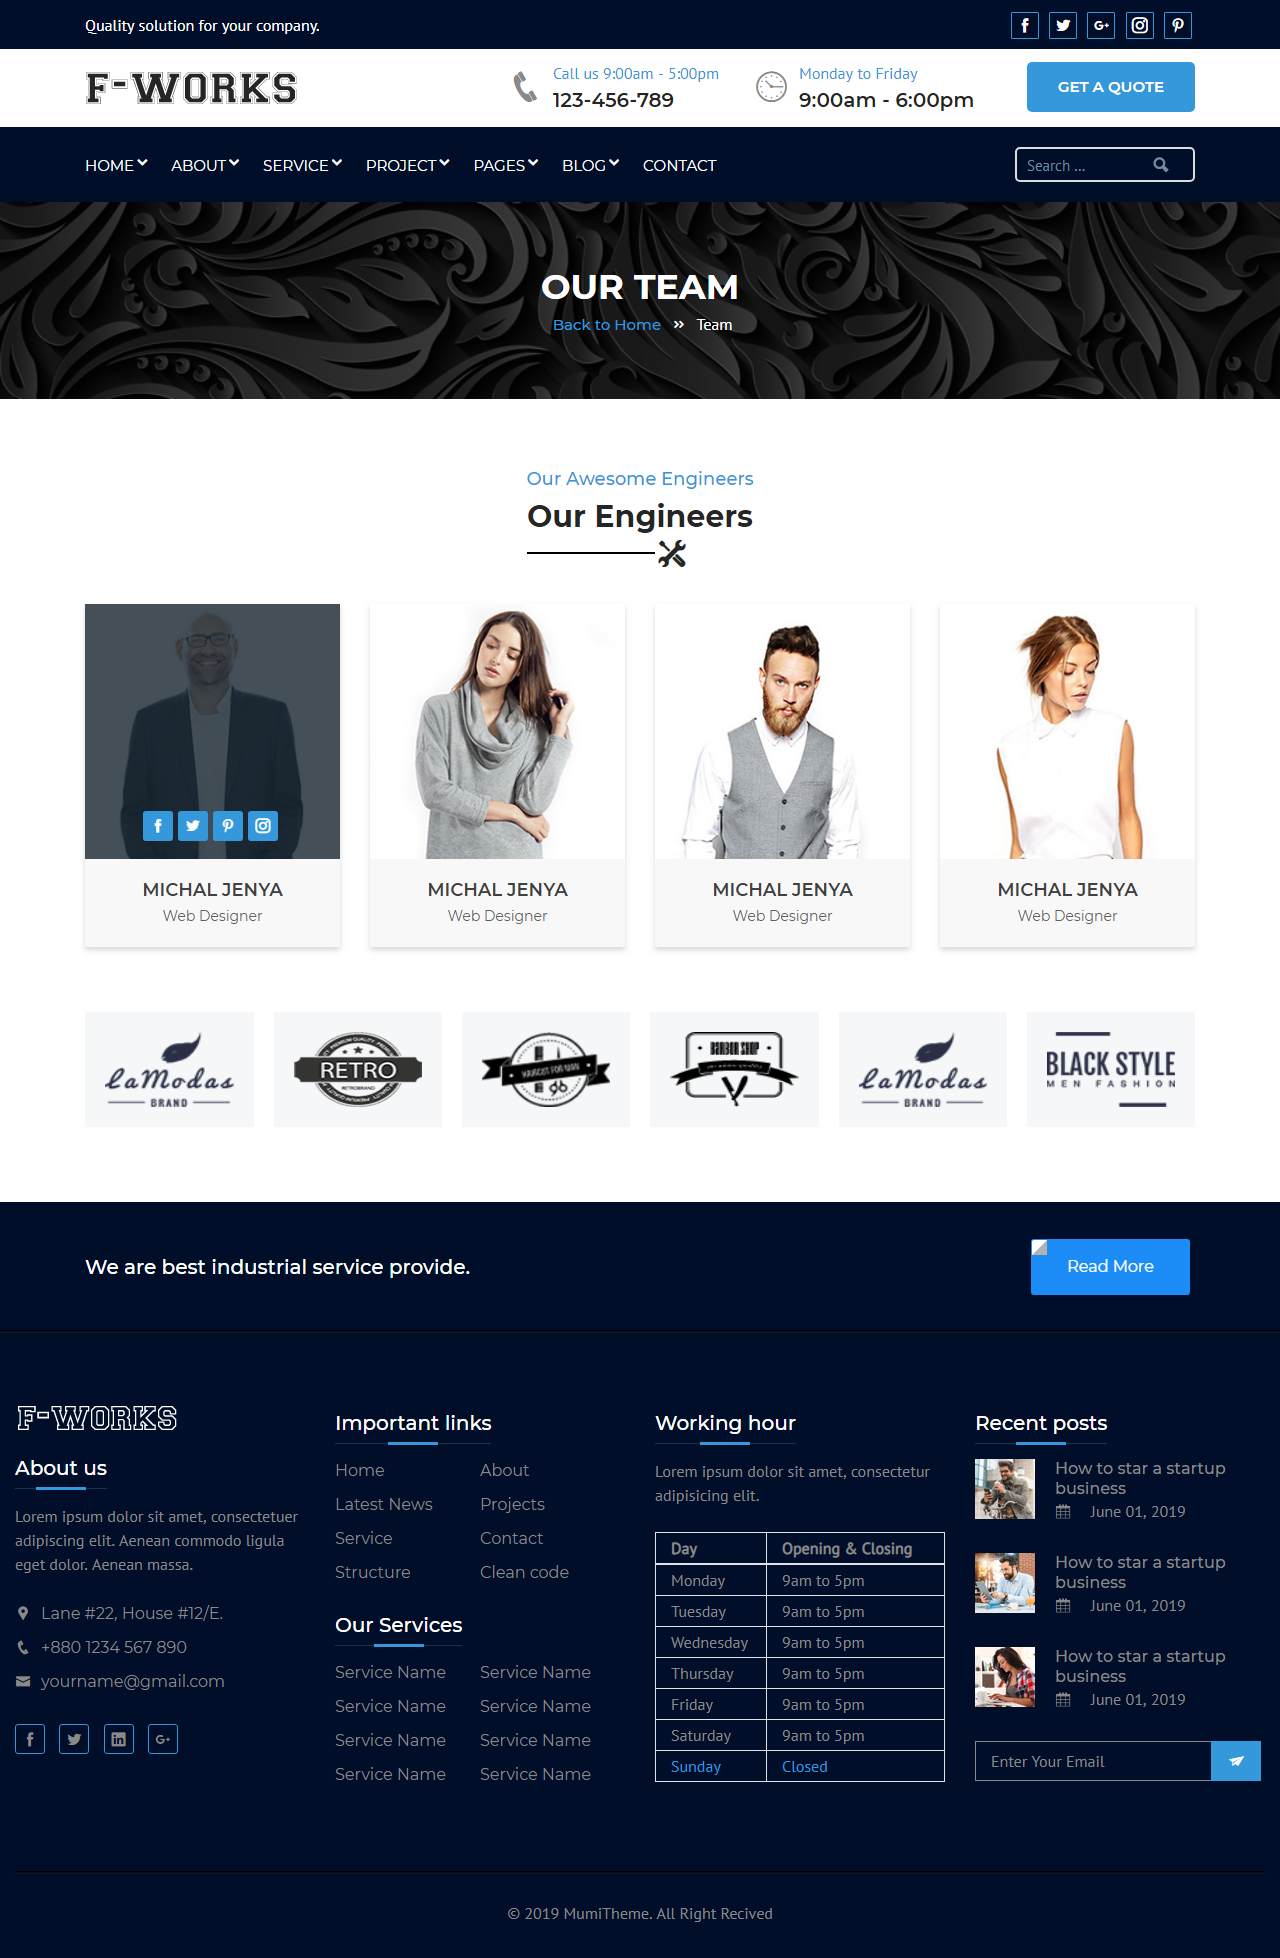 Quality solution for your company.
F-WORKS
Call us 9:00am - 5:00pm
123-456-789
Monday to Friday
9:00am - 6:00pm
GET A QUOTE
HOME ABOUT SERVICE PROJECT PAGES BLOG CONTACT
Search ...
OUR TEAM
Back to Home » Team
Our Awesome Engineers
Our Engineers
MICHAL JENYA
Web Designer
MICHAL JENYA
Web Designer
MICHAL JENYA
Web Designer
MICHAL JENYA
Web Designer
laModas
BRAND
PREMIUM QUALITY
RETRO
RETROBRAND
PREMIUM QUALITY
HAIRCUT FOR MAN
BARBER SHOP
laModas
BRAND
BLACK STYLE
MEN FASHION
We are best industrial service provide.
Read More
F-WORKS
About us
Lorem ipsum dolor sit amet, consectetuer
adipiscing elit. Aenean commodo ligula
eget dolor. Aenean massa.
Lane #22, House #12/E.
+880 1234 567 890
yourname@gmail.com
Important links
Home About
Latest News Projects
Service Contact
Structure Clean code
Our Services
Service Name Service Name
Service Name Service Name
Service Name Service Name
Service Name Service Name
Working hour
Lorem ipsum dolor sit amet, consectetur
adipisicing elit.
Day Opening & Closing
Monday 9am to 5pm
Tuesday 9am to 5pm
Wednesday 9am to 5pm
Thursday 9am to 5pm
Friday 9am to 5pm
Saturday 9am to 5pm
Sunday Closed
Recent posts
How to star a startup
business
June 01, 2019
How to star a startup
business
June 01, 2019
How to star a startup
business
June 01, 2019
Enter Your Email
© 2019 MumiTheme. All Right Recived